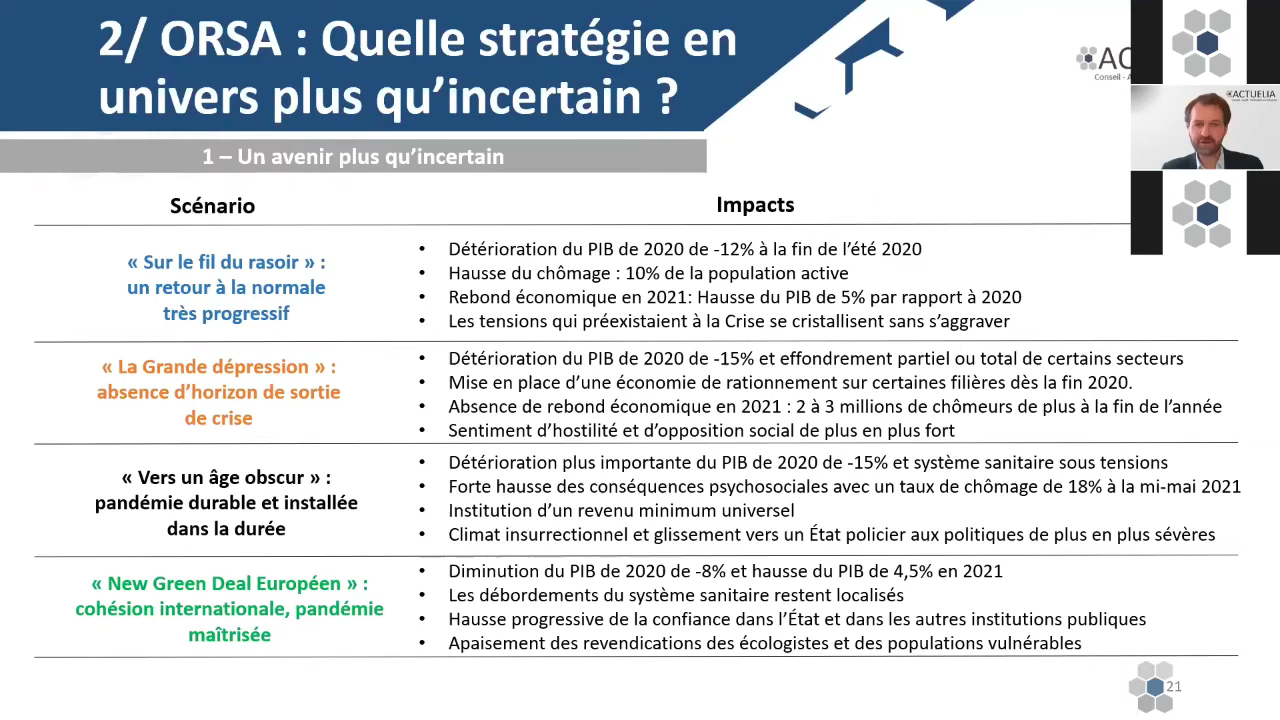 2/ ORSA : Quelle stratégie en
univers plus qu’incertain ?
1 – Un avenir plus qu’incertain
AC
Conseil - A
ACTUELIA
Scénario
Impacts
« Sur le fil du rasoir » :
un retour à la normale
très progressif
• Détérioration du PIB de 2020 de -12% à la fin de l’été 2020
• Hausse du chômage : 10% de la population active
• Rebond économique en 2021: Hausse du PIB de 5% par rapport à 2020
• Les tensions qui préexistaient à la Crise se cristallisent sans s’aggraver
« La Grande dépression » :
absence d’horizon de sortie
de crise
• Détérioration du PIB de 2020 de -15% et effondrement partiel ou total de certains secteurs
• Mise en place d’une économie de rationnement sur certaines filières dès la fin 2020.
• Absence de rebond économique en 2021 : 2 à 3 millions de chômeurs de plus à la fin de l’année
• Sentiment d’hostilité et d’opposition social de plus en plus fort
« Vers un âge obscur » :
pandémie durable et installée
dans la durée
• Détérioration plus importante du PIB de 2020 de -15% et système sanitaire sous tensions
• Forte hausse des conséquences psychosociales avec un taux de chômage de 18% à la mi-mai 2021
• Institution d’un revenu minimum universel
• Climat insurrectionnel et glissement vers un État policier aux politiques de plus en plus sévères
« New Green Deal Européen » :
cohésion internationale, pandémie
maîtrisée
• Diminution du PIB de 2020 de -8% et hausse du PIB de 4,5% en 2021
• Les débordements du système sanitaire restent localisés
• Hausse progressive de la confiance dans l’État et dans les autres institutions publiques
• Apaisement des revendications des écologistes et des populations vulnérables
21